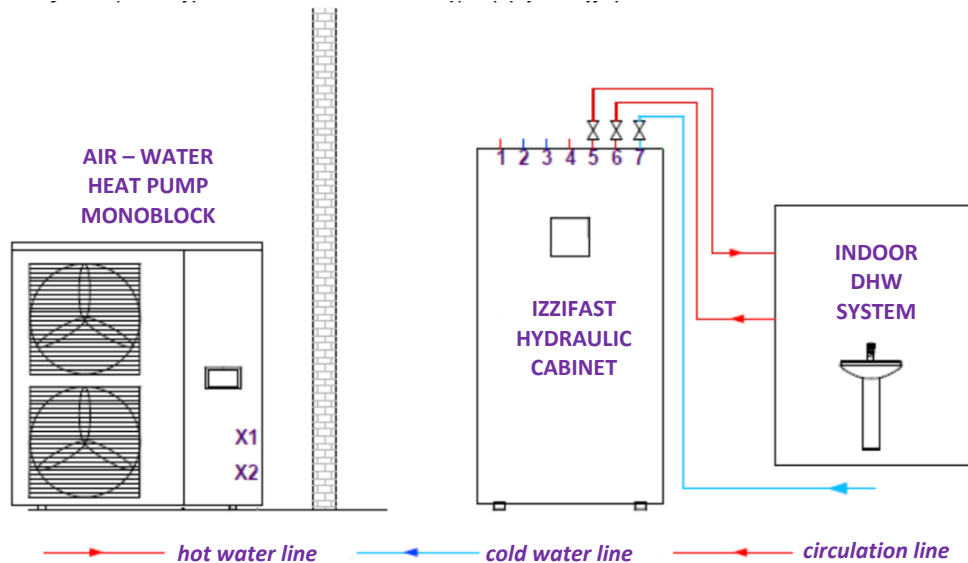 AIR – WATER
HEAT PUMP
MONOBLOCK
X1
X2
1 2 3 4 5 6 7
IZZIFAST
HYDRAULIC
CABINET
INDOOR
DHW
SYSTEM
hot water line
cold water line
circulation line